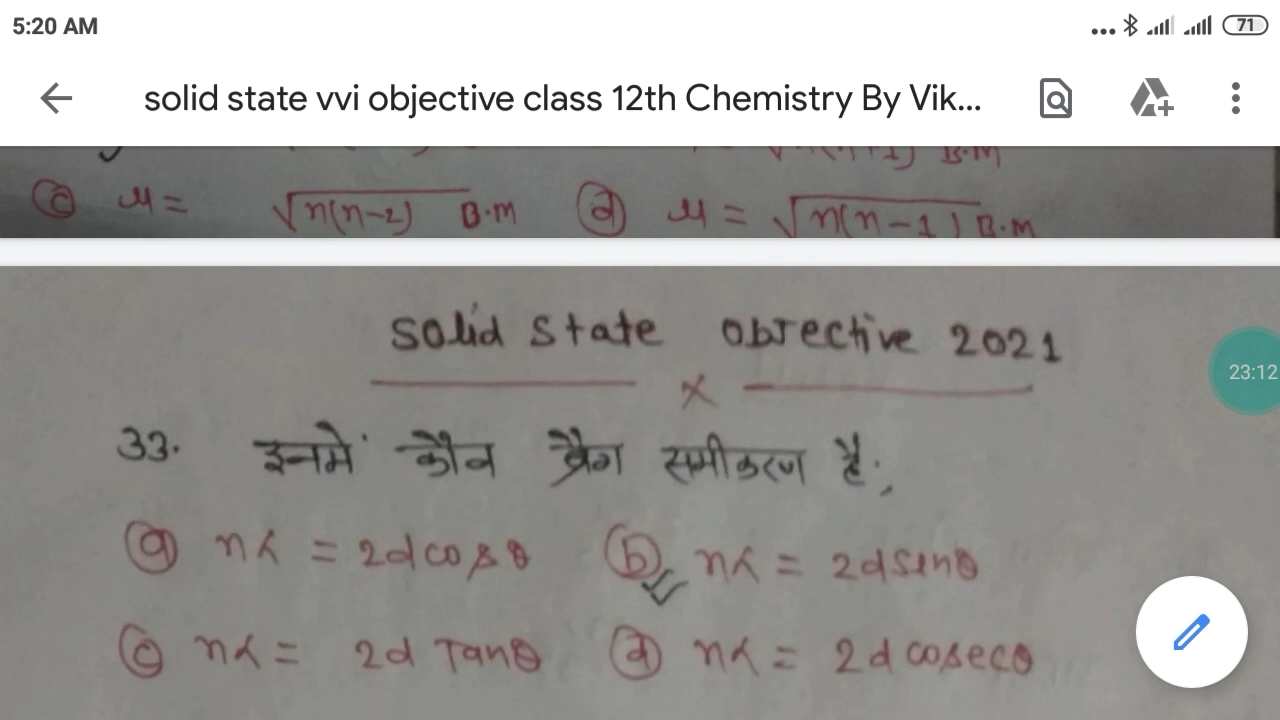 5:20 AM
71
solid state vvi objective class 12th Chemistry By Vik...
B.M
ⓒ μ = √n(n-2) B.M ⓓ μ = √n(n-1) B.M
Solid State Objective 2021
x
23:12
33. इनमें कौन ब्रैग समीकरण है;
ⓐ nλ = 2d cosθ ⓑ nλ = 2d sinθ
ⓒ nλ = 2d Tanθ ⓓ nλ = 2d cosecθ